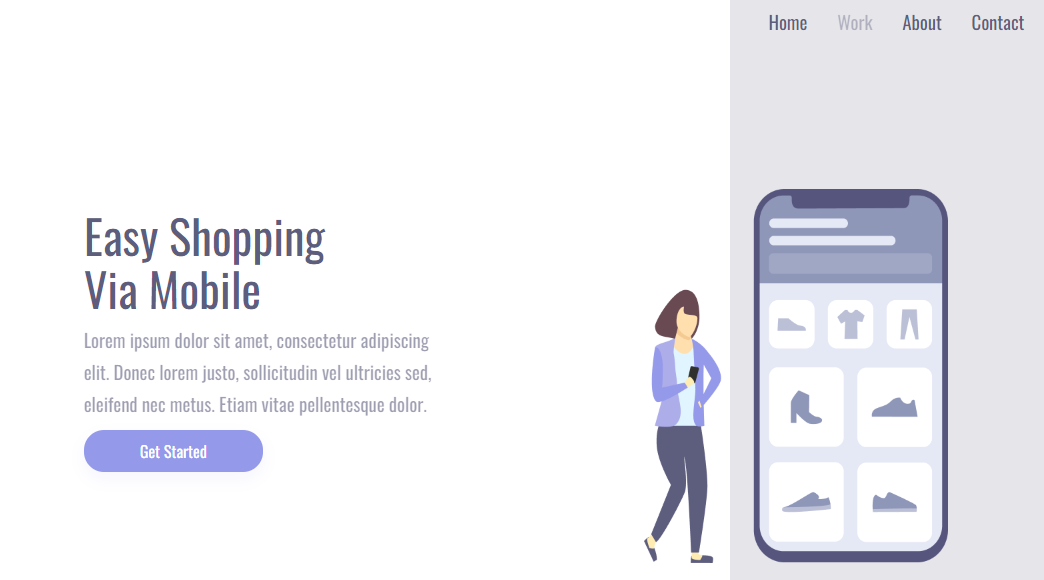 Home Work About Contact
Easy Shopping
Via Mobile
Lorem ipsum dolor sit amet, consectetur adipiscing
elit. Donec lorem justo, sollicitudin vel ultricies sed,
eleifend nec metus. Etiam vitae pellentesque dolor.
Get Started